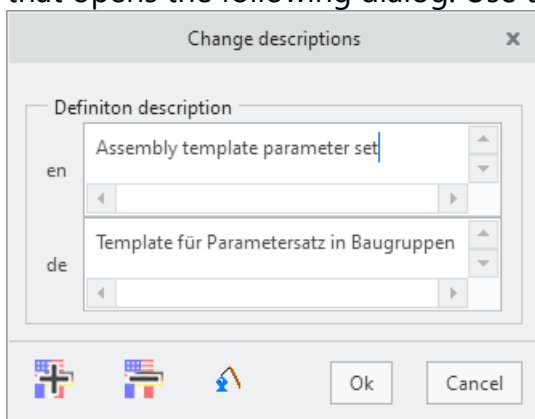 that opens the following dialog. Use
Change descriptions
Definiton description
en
Assembly template parameter set
de
Template für Parametersatz in Baugruppen
Ok
Cancel